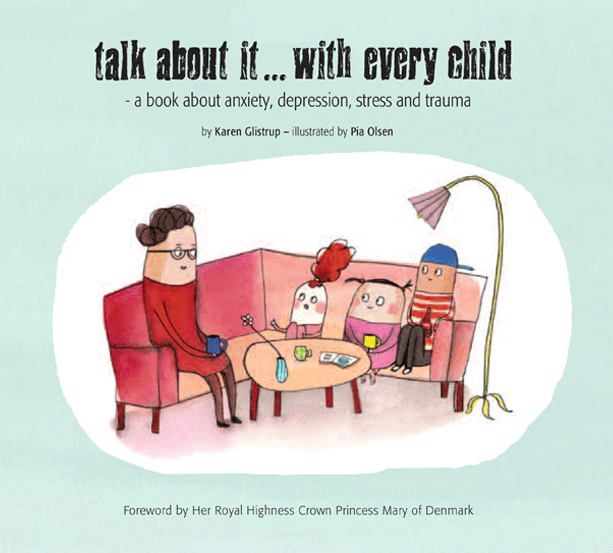 talk about it... with every child
- a book about anxiety, depression, stress and trauma
by Karen Glistrup – illustrated by Pia Olsen
Foreword by Her Royal Highness Crown Princess Mary of Denmark